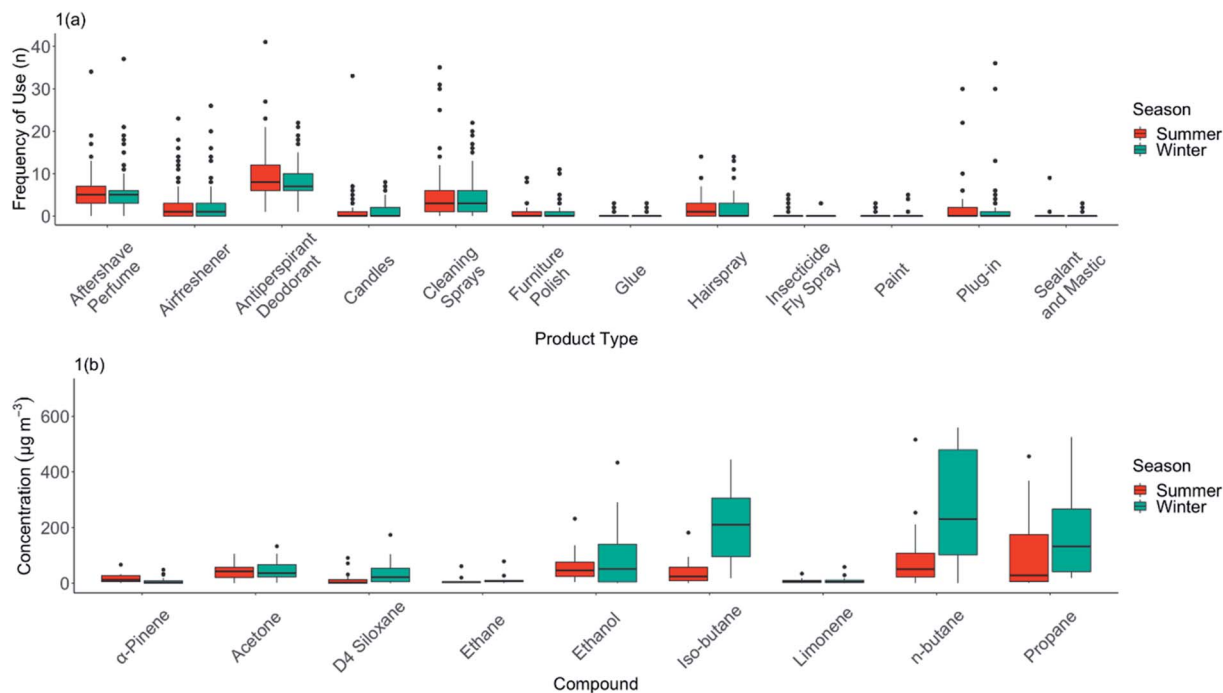 1(a)
Frequency of Use (n)
40
30
20
10
0
Aftershave
Perfume
Airfreshener
Antiperspirant
Deodorant
Candles
Cleaning
Sprays
Furniture
Polish
Glue
Hairspray
Insecticide
Fly Spray
Paint
Plug-in
Sealant
and Mastic
Product Type
Season
Summer
Winter
1(b)
Concentration (µg m⁻³)
600
400
200
0
α-Pinene
Acetone
D4 Siloxane
Ethane
Ethanol
Iso-butane
Limonene
n-butane
Propane
Compound
Season
Summer
Winter